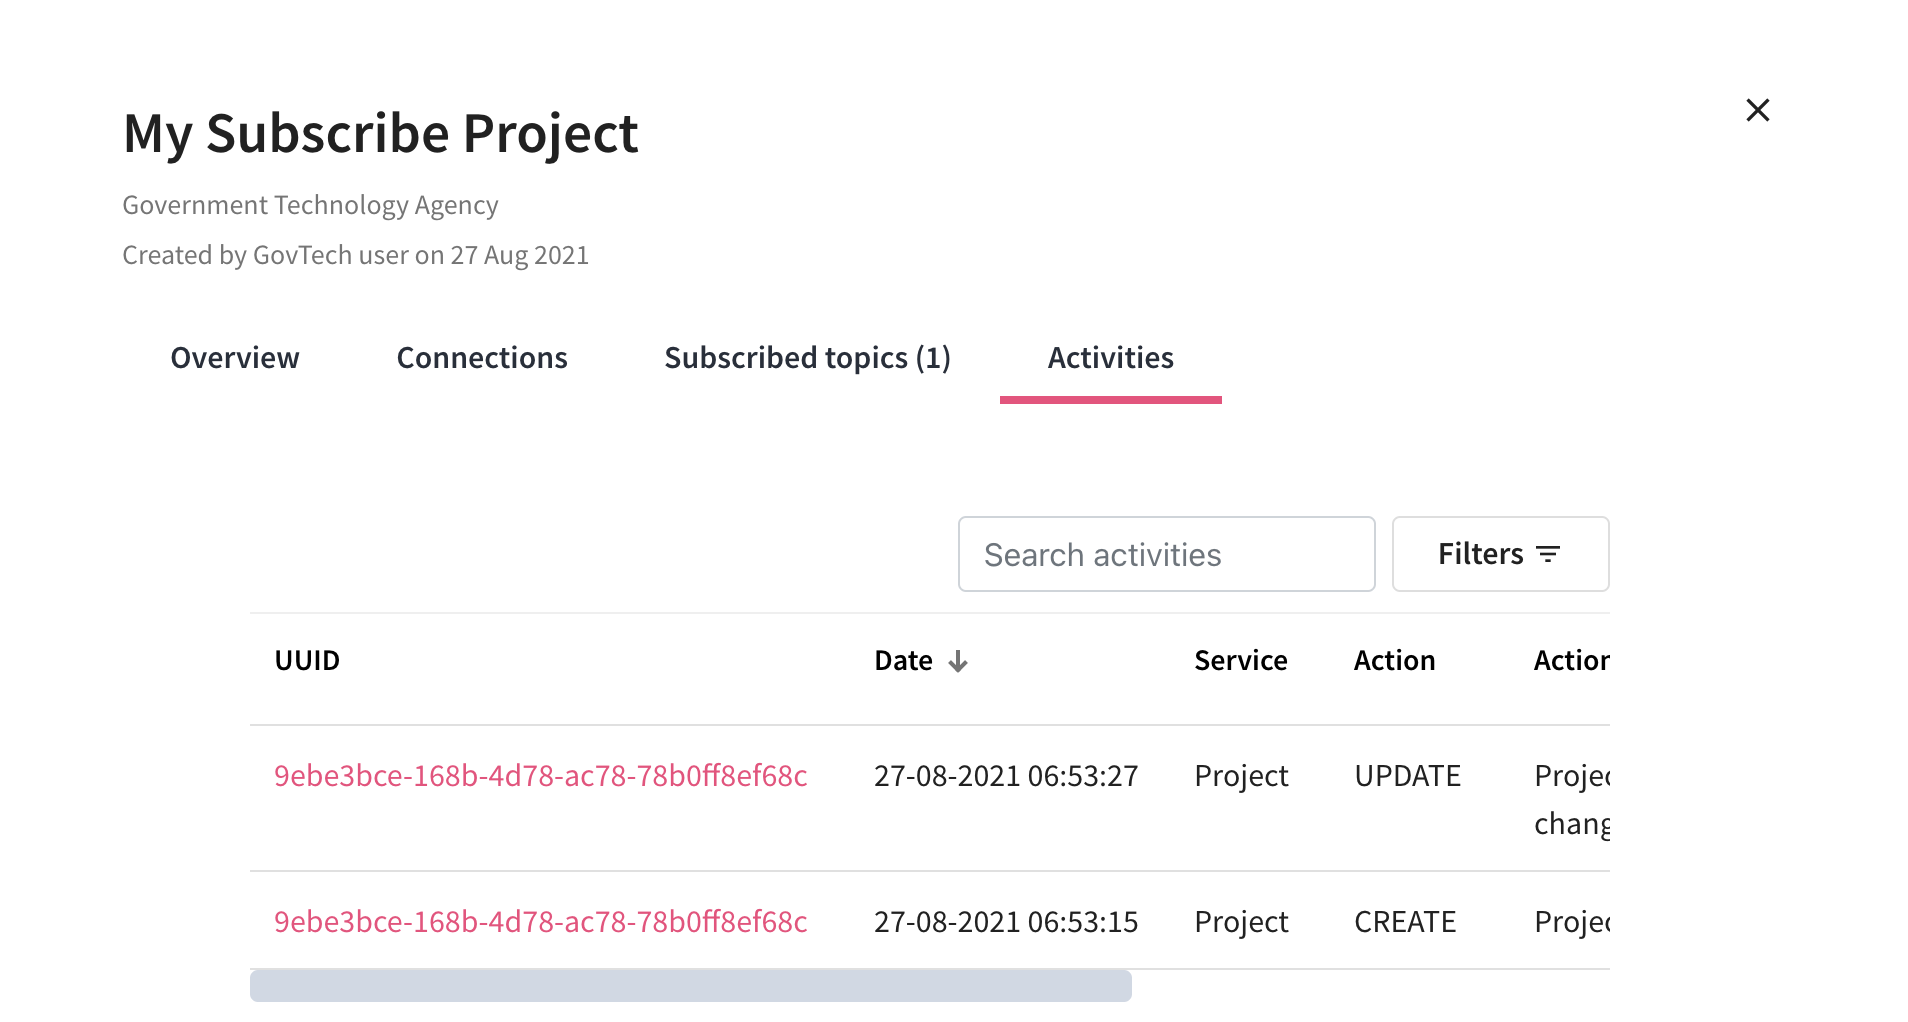 My Subscribe Project
Government Technology Agency
Created by GovTech user on 27 Aug 2021
Overview Connections Subscribed topics (1) Activities
Search activities Filters
UUID Date Service Action Action
9ebe3bce-168b-4d78-ac78-78b0ff8ef68c 27-08-2021 06:53:27 Project UPDATE Projec
chang
9ebe3bce-168b-4d78-ac78-78b0ff8ef68c 27-08-2021 06:53:15 Project CREATE Projec